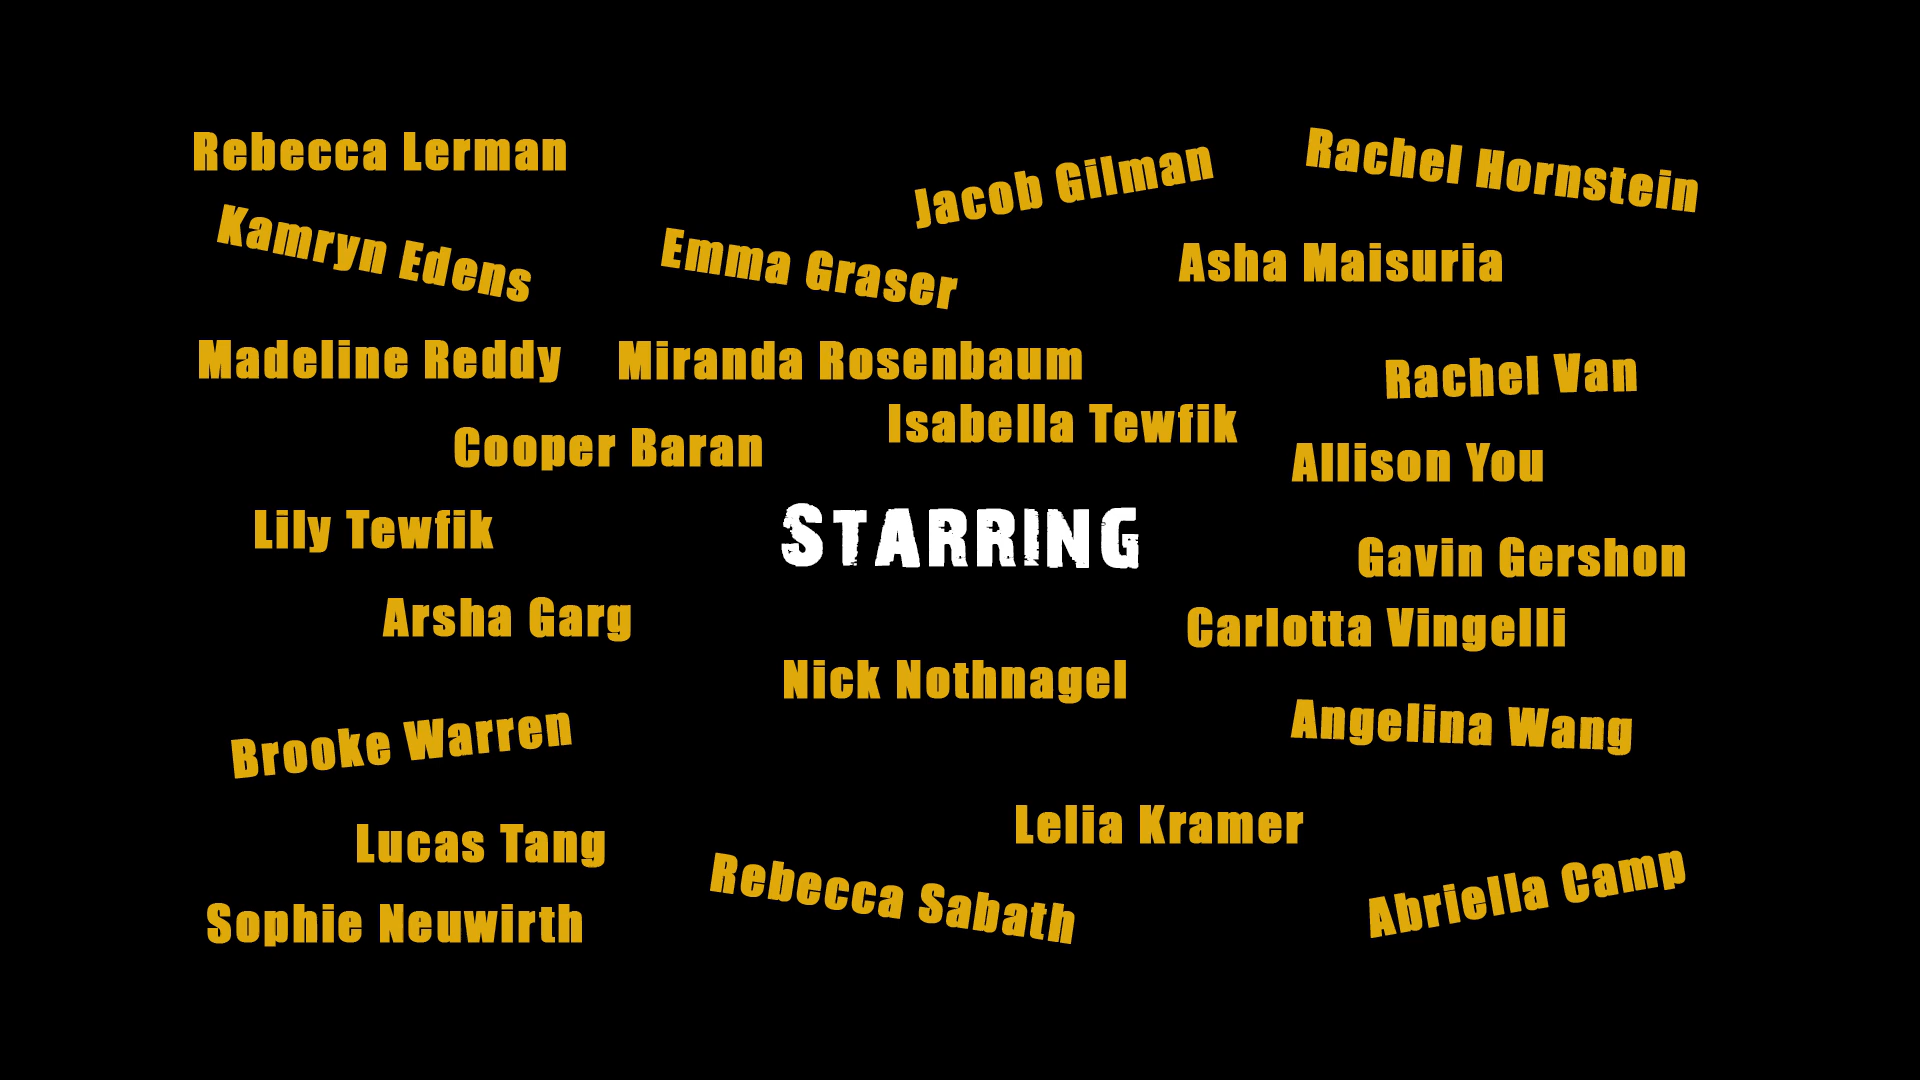 Rebecca Lerman
Jacob Gilman
Rachel Hornstein
Kamryn Edens
Emma Graser
Asha Maisuria
Madeline Reddy
Miranda Rosenbaum
Rachel Van
Isabella Tewfik
Cooper Baran
Allison You
Lily Tewfik
STARRING
Gavin Gershon
Arsha Garg
Carlotta Vingelli
Nick Nothnagel
Angelina Wang
Brooke Warren
Lelia Kramer
Lucas Tang
Rebecca Sabath
Abriella Camp
Sophie Neuwirth